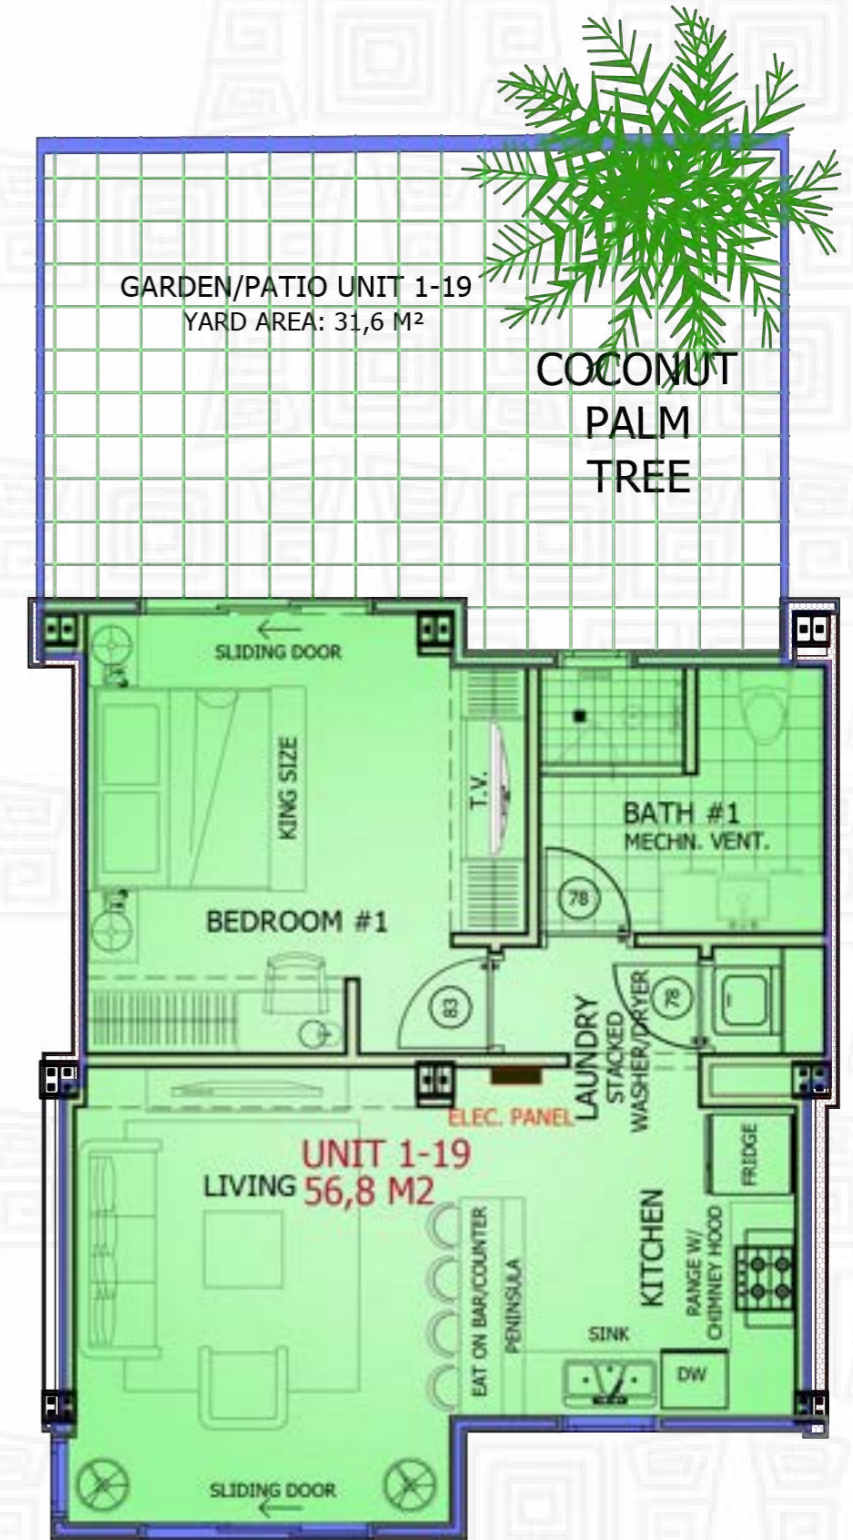 GARDEN/PATIO UNIT 1-19
YARD AREA: 31,6 M²
COCONUT
PALM
TREE
SLIDING DOOR
KING SIZE
T.V.
BATH #1
MECHN. VENT.
78
BEDROOM #1
83
78
LAUNDRY
STACKED
WASHER/DRYER
ELEC. PANEL
UNIT 1-19
56,8 M2
LIVING
FRIDGE
KITCHEN
RANGE W/
CHIMNEY HOOD
EAT ON BAR/COUNTER
PENINSULA
SINK
DW
SLIDING DOOR